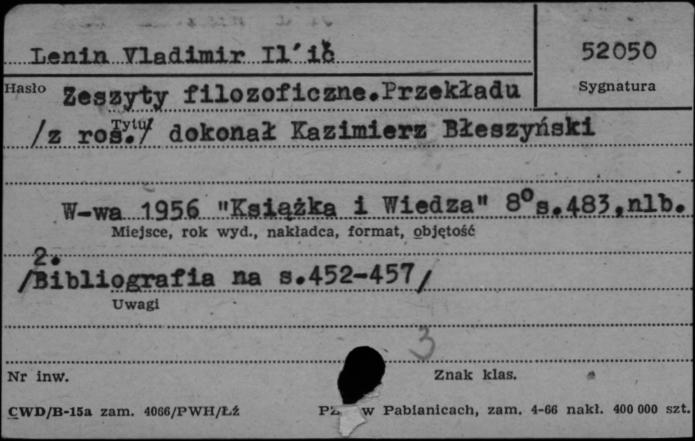 Lenin Vladimir Il'ič
52050
Hasło
Sygnatura
Zeszyty filozoficzne.Przekładu
Tytuł
/z ros./ dokonał Kazimierz Błeszyński
W-wa 1956 "Książka i Wiedza" 8° s.483,nlb.
Miejsce, rok wyd., nakładca, format, objętość
2.
/Bibliografia na s.452-457/
Uwagi
3
Nr inw.
Znak klas.
CWD/B-15a zam. 4066/PWH/Łź
w Pabianicach, zam. 4-66 nakł. 400 000 szt.